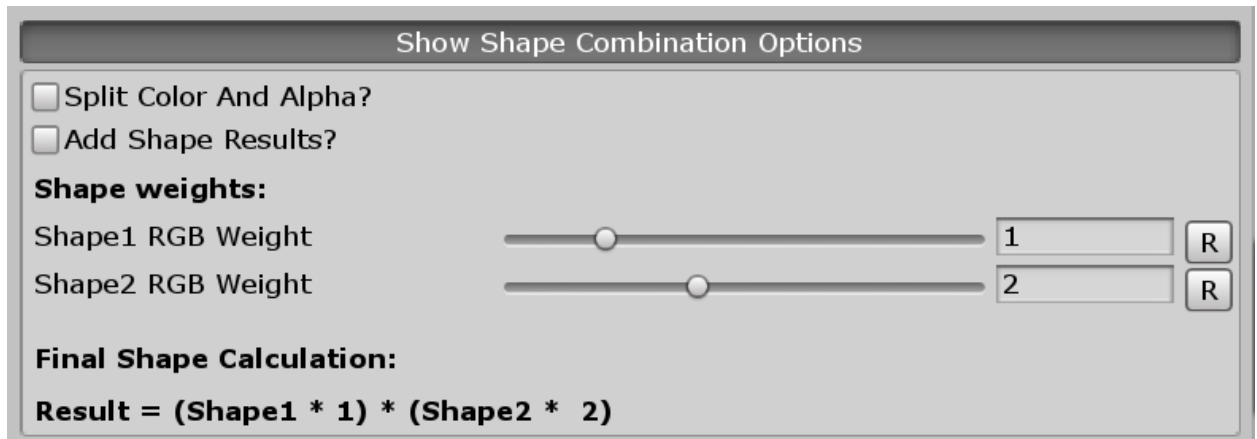 Show Shape Combination Options
Split Color And Alpha?
Add Shape Results?
Shape weights:
Shape1 RGB Weight 1 R
Shape2 RGB Weight 2 R
Final Shape Calculation:
Result = (Shape1 * 1) * (Shape2 *  2)